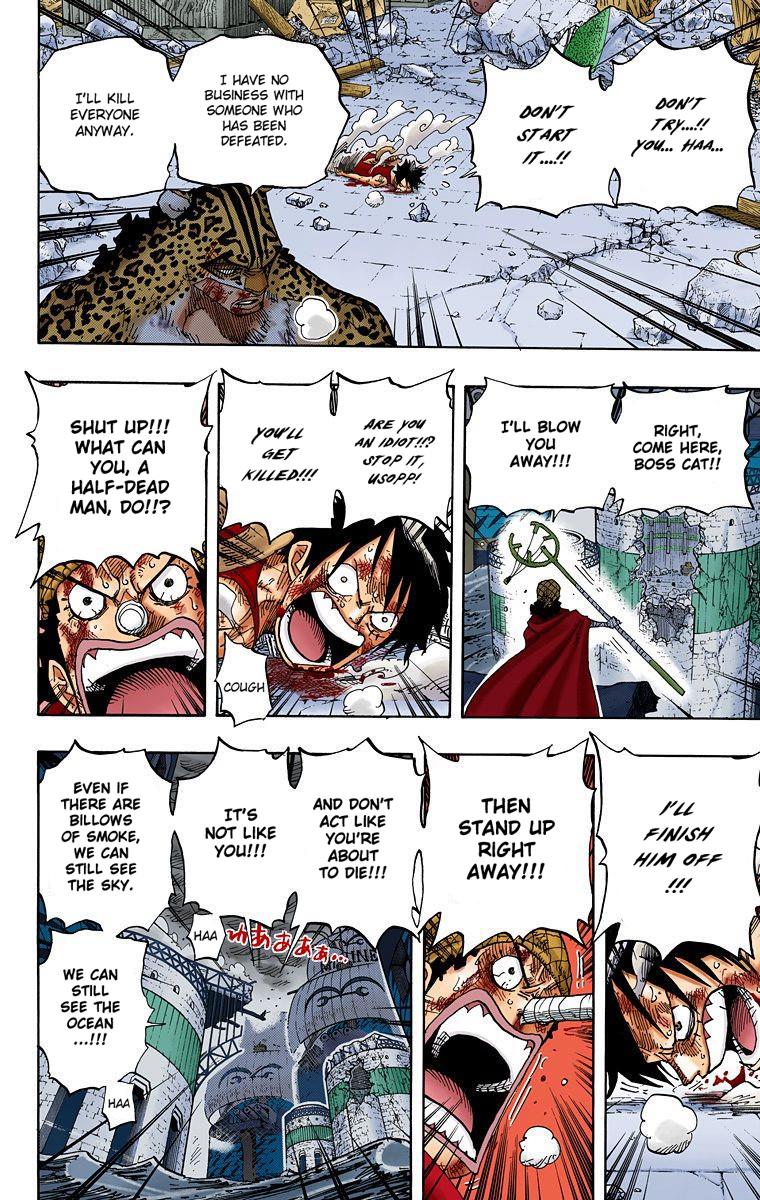 DON'T
TRY...!!
YOU... HAA...
DON'T
START
IT...!!
I HAVE NO
BUSINESS WITH
SOMEONE WHO
HAS BEEN
DEFEATED.
I'LL KILL
EVERYONE
ANYWAY.
RIGHT,
COME HERE,
BOSS CAT!!
I'LL BLOW
YOU
AWAY!!!
ARE YOU
AN IDIOT!!?
STOP IT,
USOPP!
YOU'LL
GET
KILLED!!!
COUGH
SHUT UP!!!
WHAT CAN
YOU, A
HALF-DEAD
MAN, DO!!?
I'LL
FINISH
HIM OFF
!!!
THEN
STAND UP
RIGHT
AWAY!!!
AND DON'T
ACT LIKE
YOU'RE
ABOUT
TO DIE!!!
IT'S
NOT LIKE
YOU!!!
HAA
EVEN IF
THERE ARE
BILLOWS
OF SMOKE,
WE CAN
STILL SEE
THE SKY.
WE CAN
STILL
SEE THE
OCEAN
...!!!
HAA